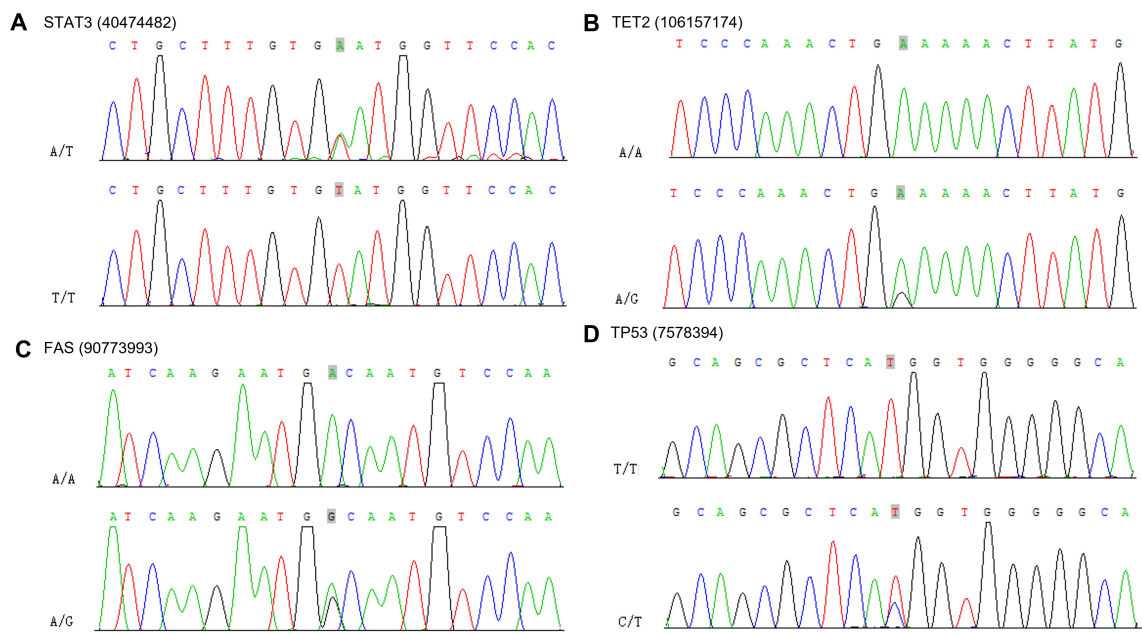 A STAT3 (40474482)
C T G C T T T G T G A A T G G T T C C A C
A/T
C T G C T T T G T G T A T G G T T C C A C
T/T
B TET2 (106157174)
T C C C A A A C T G A A A A A C T T A T G
A/A
T C C C A A A C T G A A A A A C T T A T G
A/G
C FAS (90773993)
A T C A A G A A T G A C A A T G T C C A A
A/A
A T C A A G A A T G G C A A T G T C C A A
A/G
D TP53 (7578394)
G C A G C G C T C A T G G T G G G G G C A
T/T
G C A G C G C T C A T G G T G G G G G C A
C/T